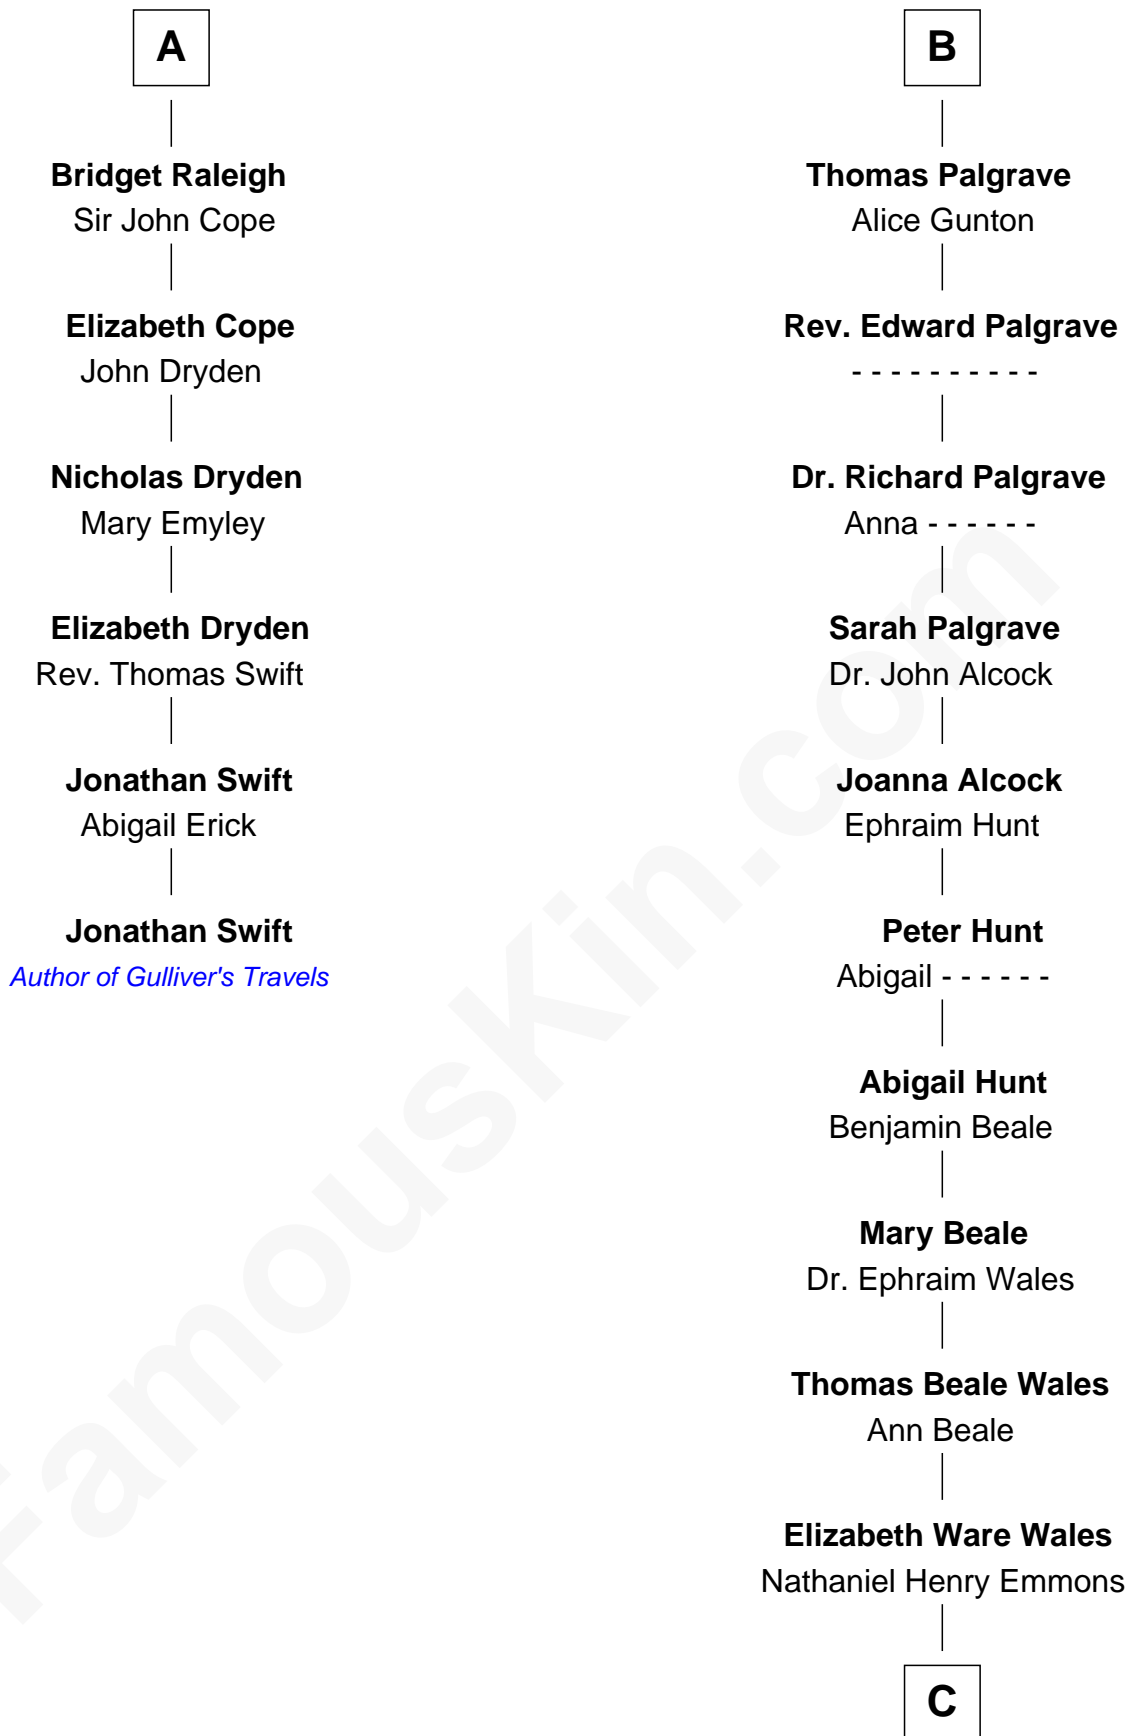 A
Bridget Raleigh
Sir John Cope
Elizabeth Cope
John Dryden
Nicholas Dryden
Mary Emyley
Elizabeth Dryden
Rev. Thomas Swift
Jonathan Swift
Abigail Erick
Jonathan Swift
Author of Gulliver's Travels
B
Thomas Palgrave
Alice Gunton
Rev. Edward Palgrave
- - - - - - - - - -
Dr. Richard Palgrave
Anna - - - - - -
Sarah Palgrave
Dr. John Alcock
Joanna Alcock
Ephraim Hunt
Peter Hunt
Abigail - - - - - -
Abigail Hunt
Benjamin Beale
Mary Beale
Dr. Ephraim Wales
Thomas Beale Wales
Ann Beale
Elizabeth Ware Wales
Nathaniel Henry Emmons
C
FamousKin.com